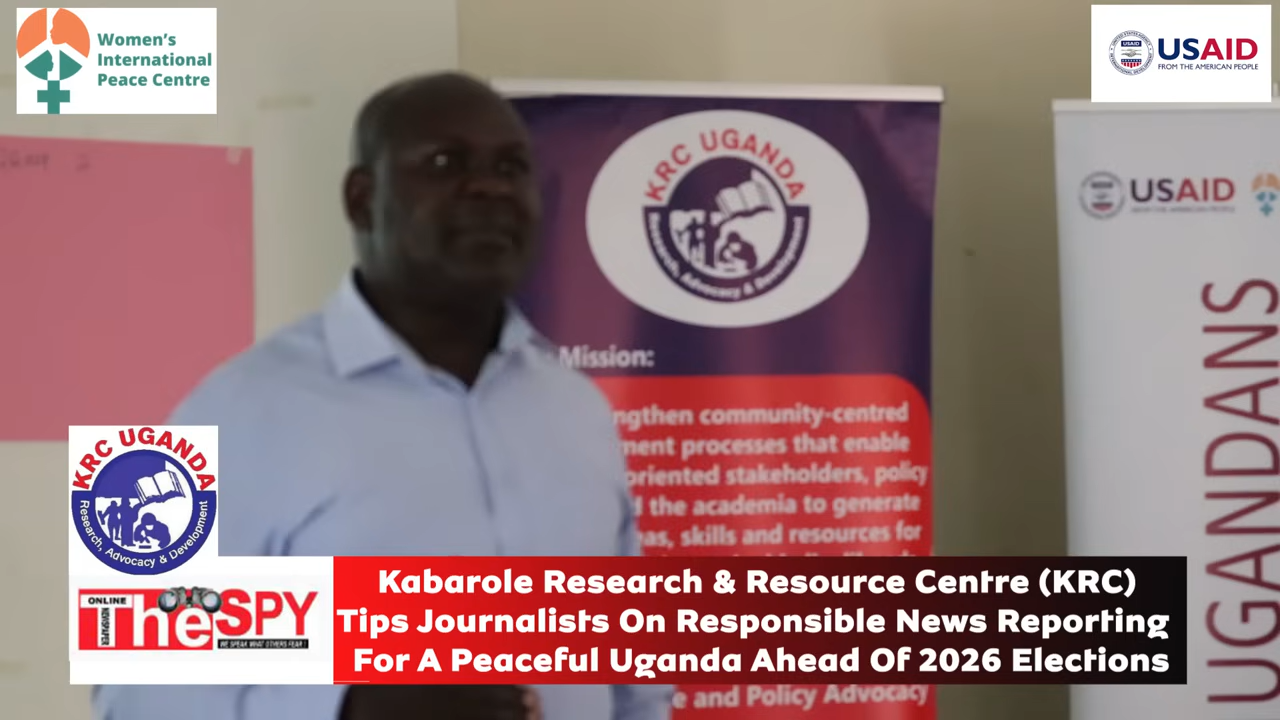 Women's
International
Peace Centre
USAID
FROM THE AMERICAN PEOPLE
KRC UGANDA
Research, Advocacy & Development
Mission:
ngthen community-centred
ment processes that enable
oriented stakeholders, policy
the academia to generate
as, skills and resources for
e and Policy Advocacy
USAID
UGANDANS
KRC UGANDA
Research, Advocacy & Development
ONLINE
NEWSPAPER
TheSPY
WE SPEAK WHAT OTHERS FEAR !
Kabarole Research & Resource Centre (KRC)
Tips Journalists On Responsible News Reporting
For A Peaceful Uganda Ahead Of 2026 Elections